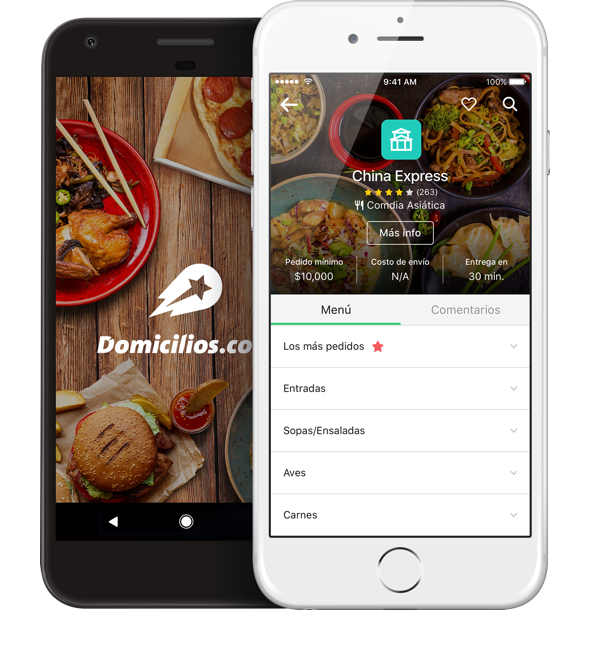 Domicilios.co
9:41 AM
100%
China Express
(263)
Comdia Asiática
Más info
Pedido mínimo
$10,000
Costo de envío
N/A
Entrega en
30 min.
Menú
Comentarios
Los más pedidos
Entradas
Sopas/Ensaladas
Aves
Carnes